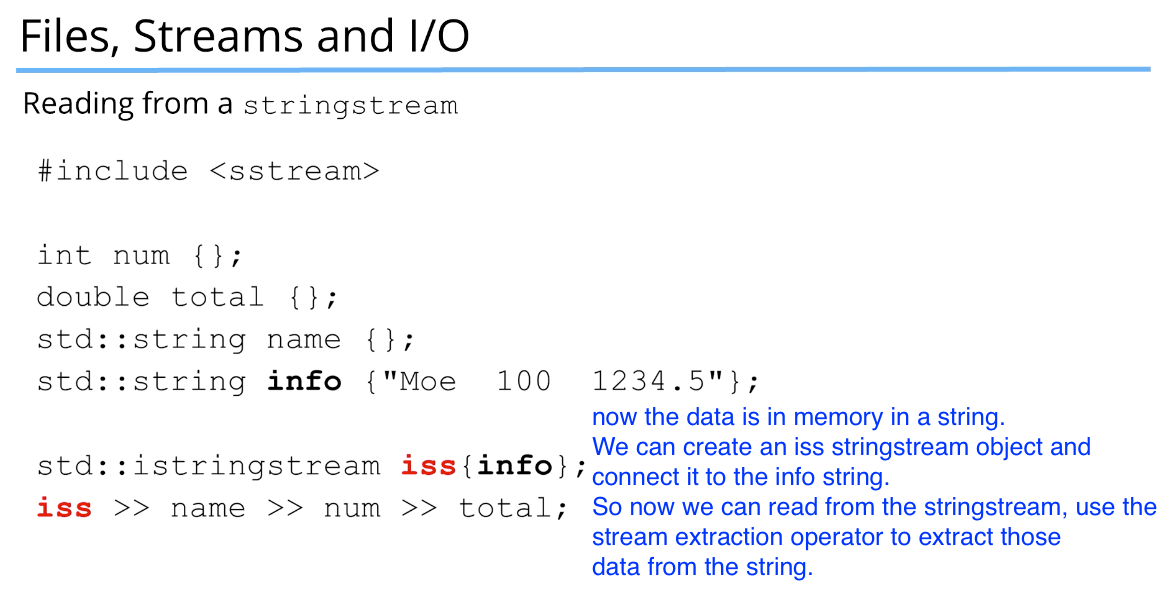 Files, Streams and I/O
Reading from a stringstream
#include <sstream>
int num {};
double total {};
std::string name {};
std::string info {"Moe  100  1234.5"};
now the data is in memory in a string.
We can create an iss stringstream object and
std::istringstream iss{info};
connect it to the info string.
iss >> name >> num >> total;
So now we can read from the stringstream, use the
stream extraction operator to extract those
data from the string.